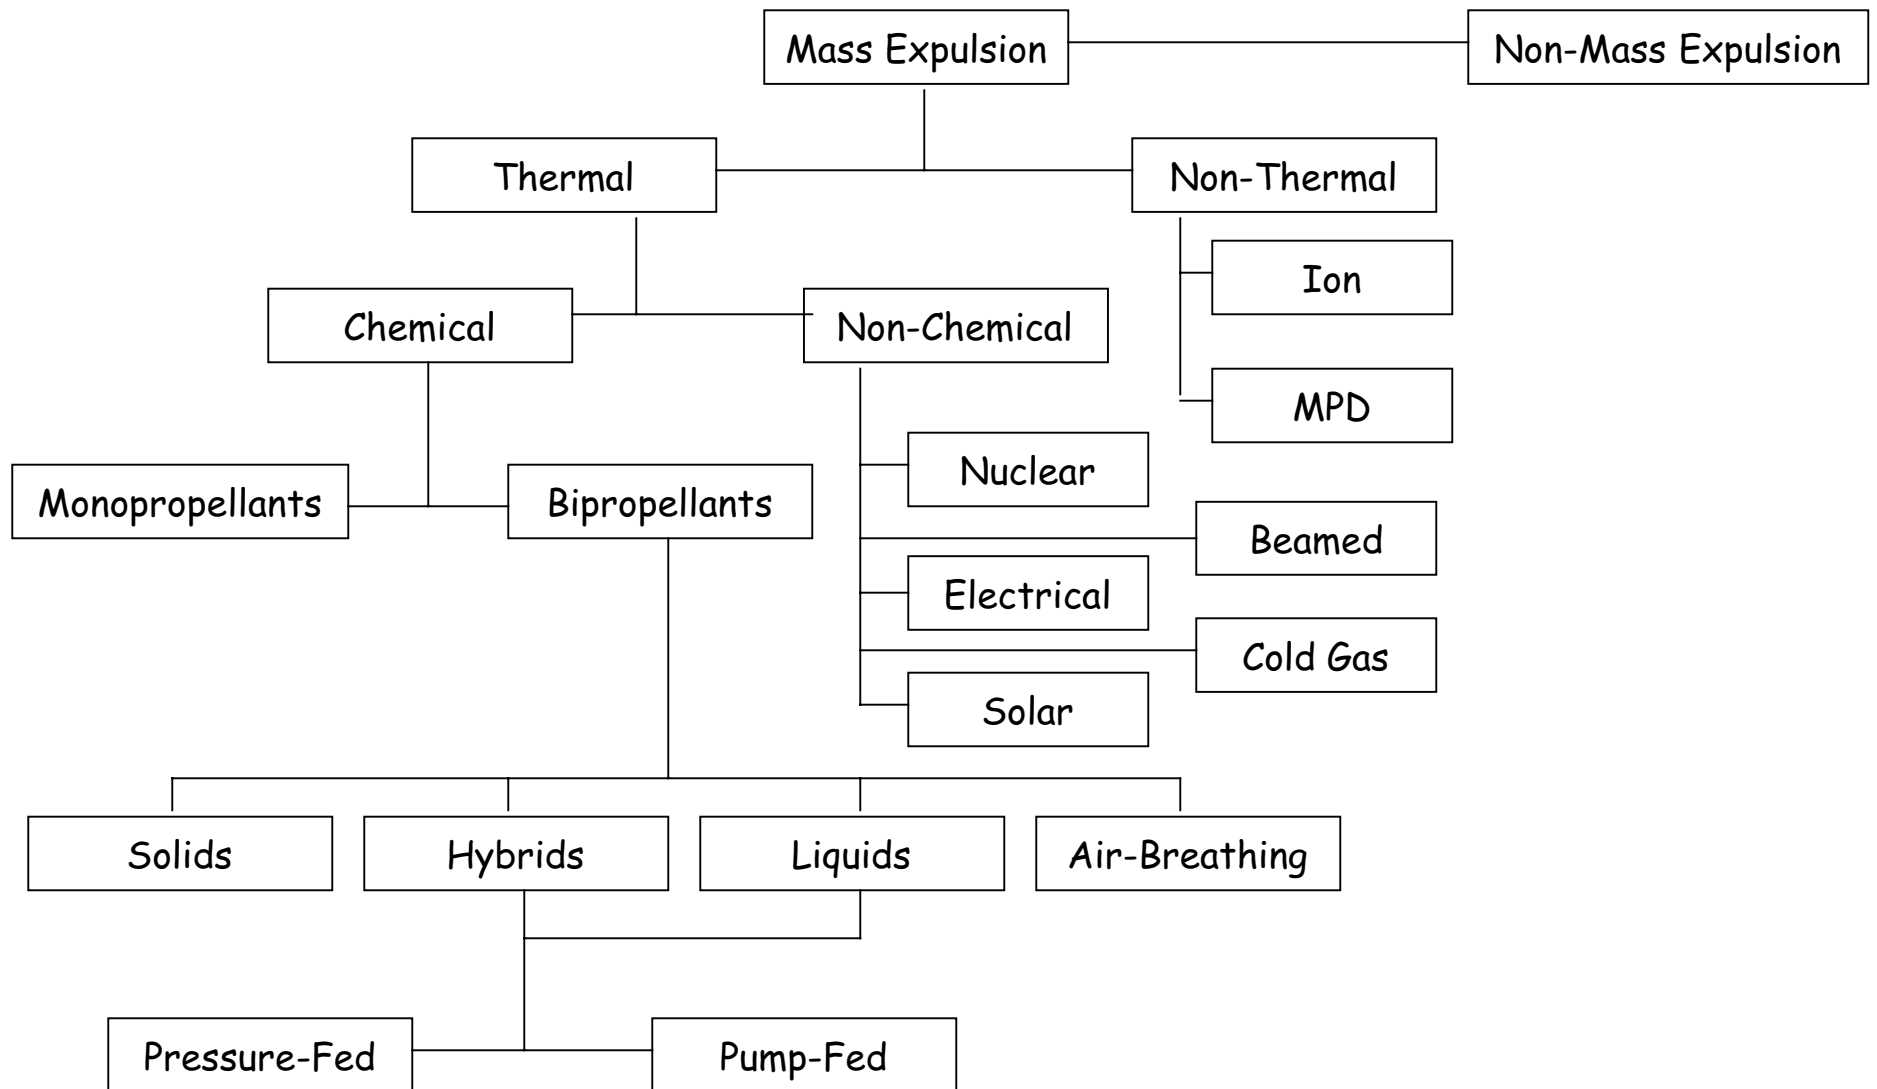 Mass Expulsion
Non-Mass Expulsion
Thermal
Non-Thermal
Ion
Chemical
Non-Chemical
MPD
Nuclear
Monopropellants
Bipropellants
Beamed
Electrical
Cold Gas
Solar
Solids
Hybrids
Liquids
Air-Breathing
Pressure-Fed
Pump-Fed